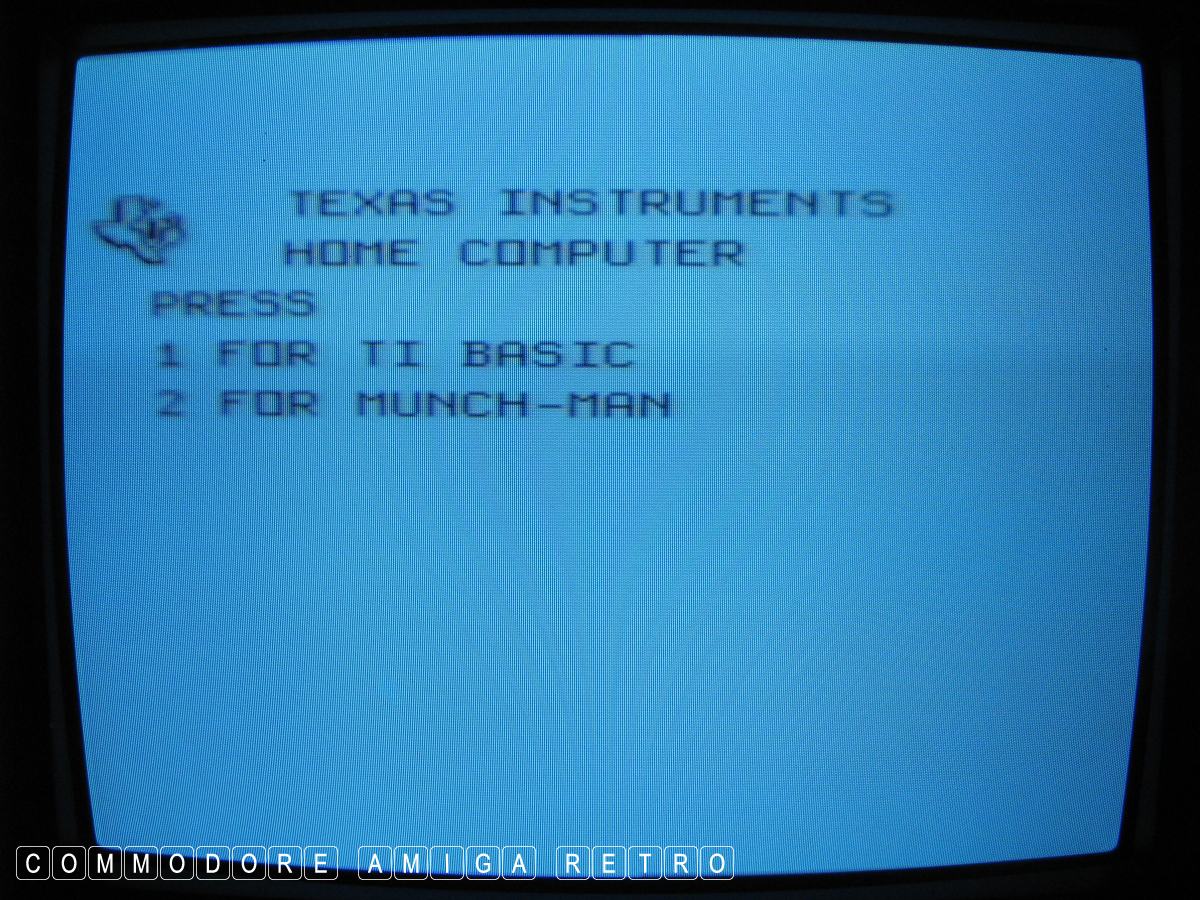 TEXAS INSTRUMENTS
HOME COMPUTER
PRESS
1 FOR TI BASIC
2 FOR MUNCH-MAN
COMMODORE AMIGA RETRO